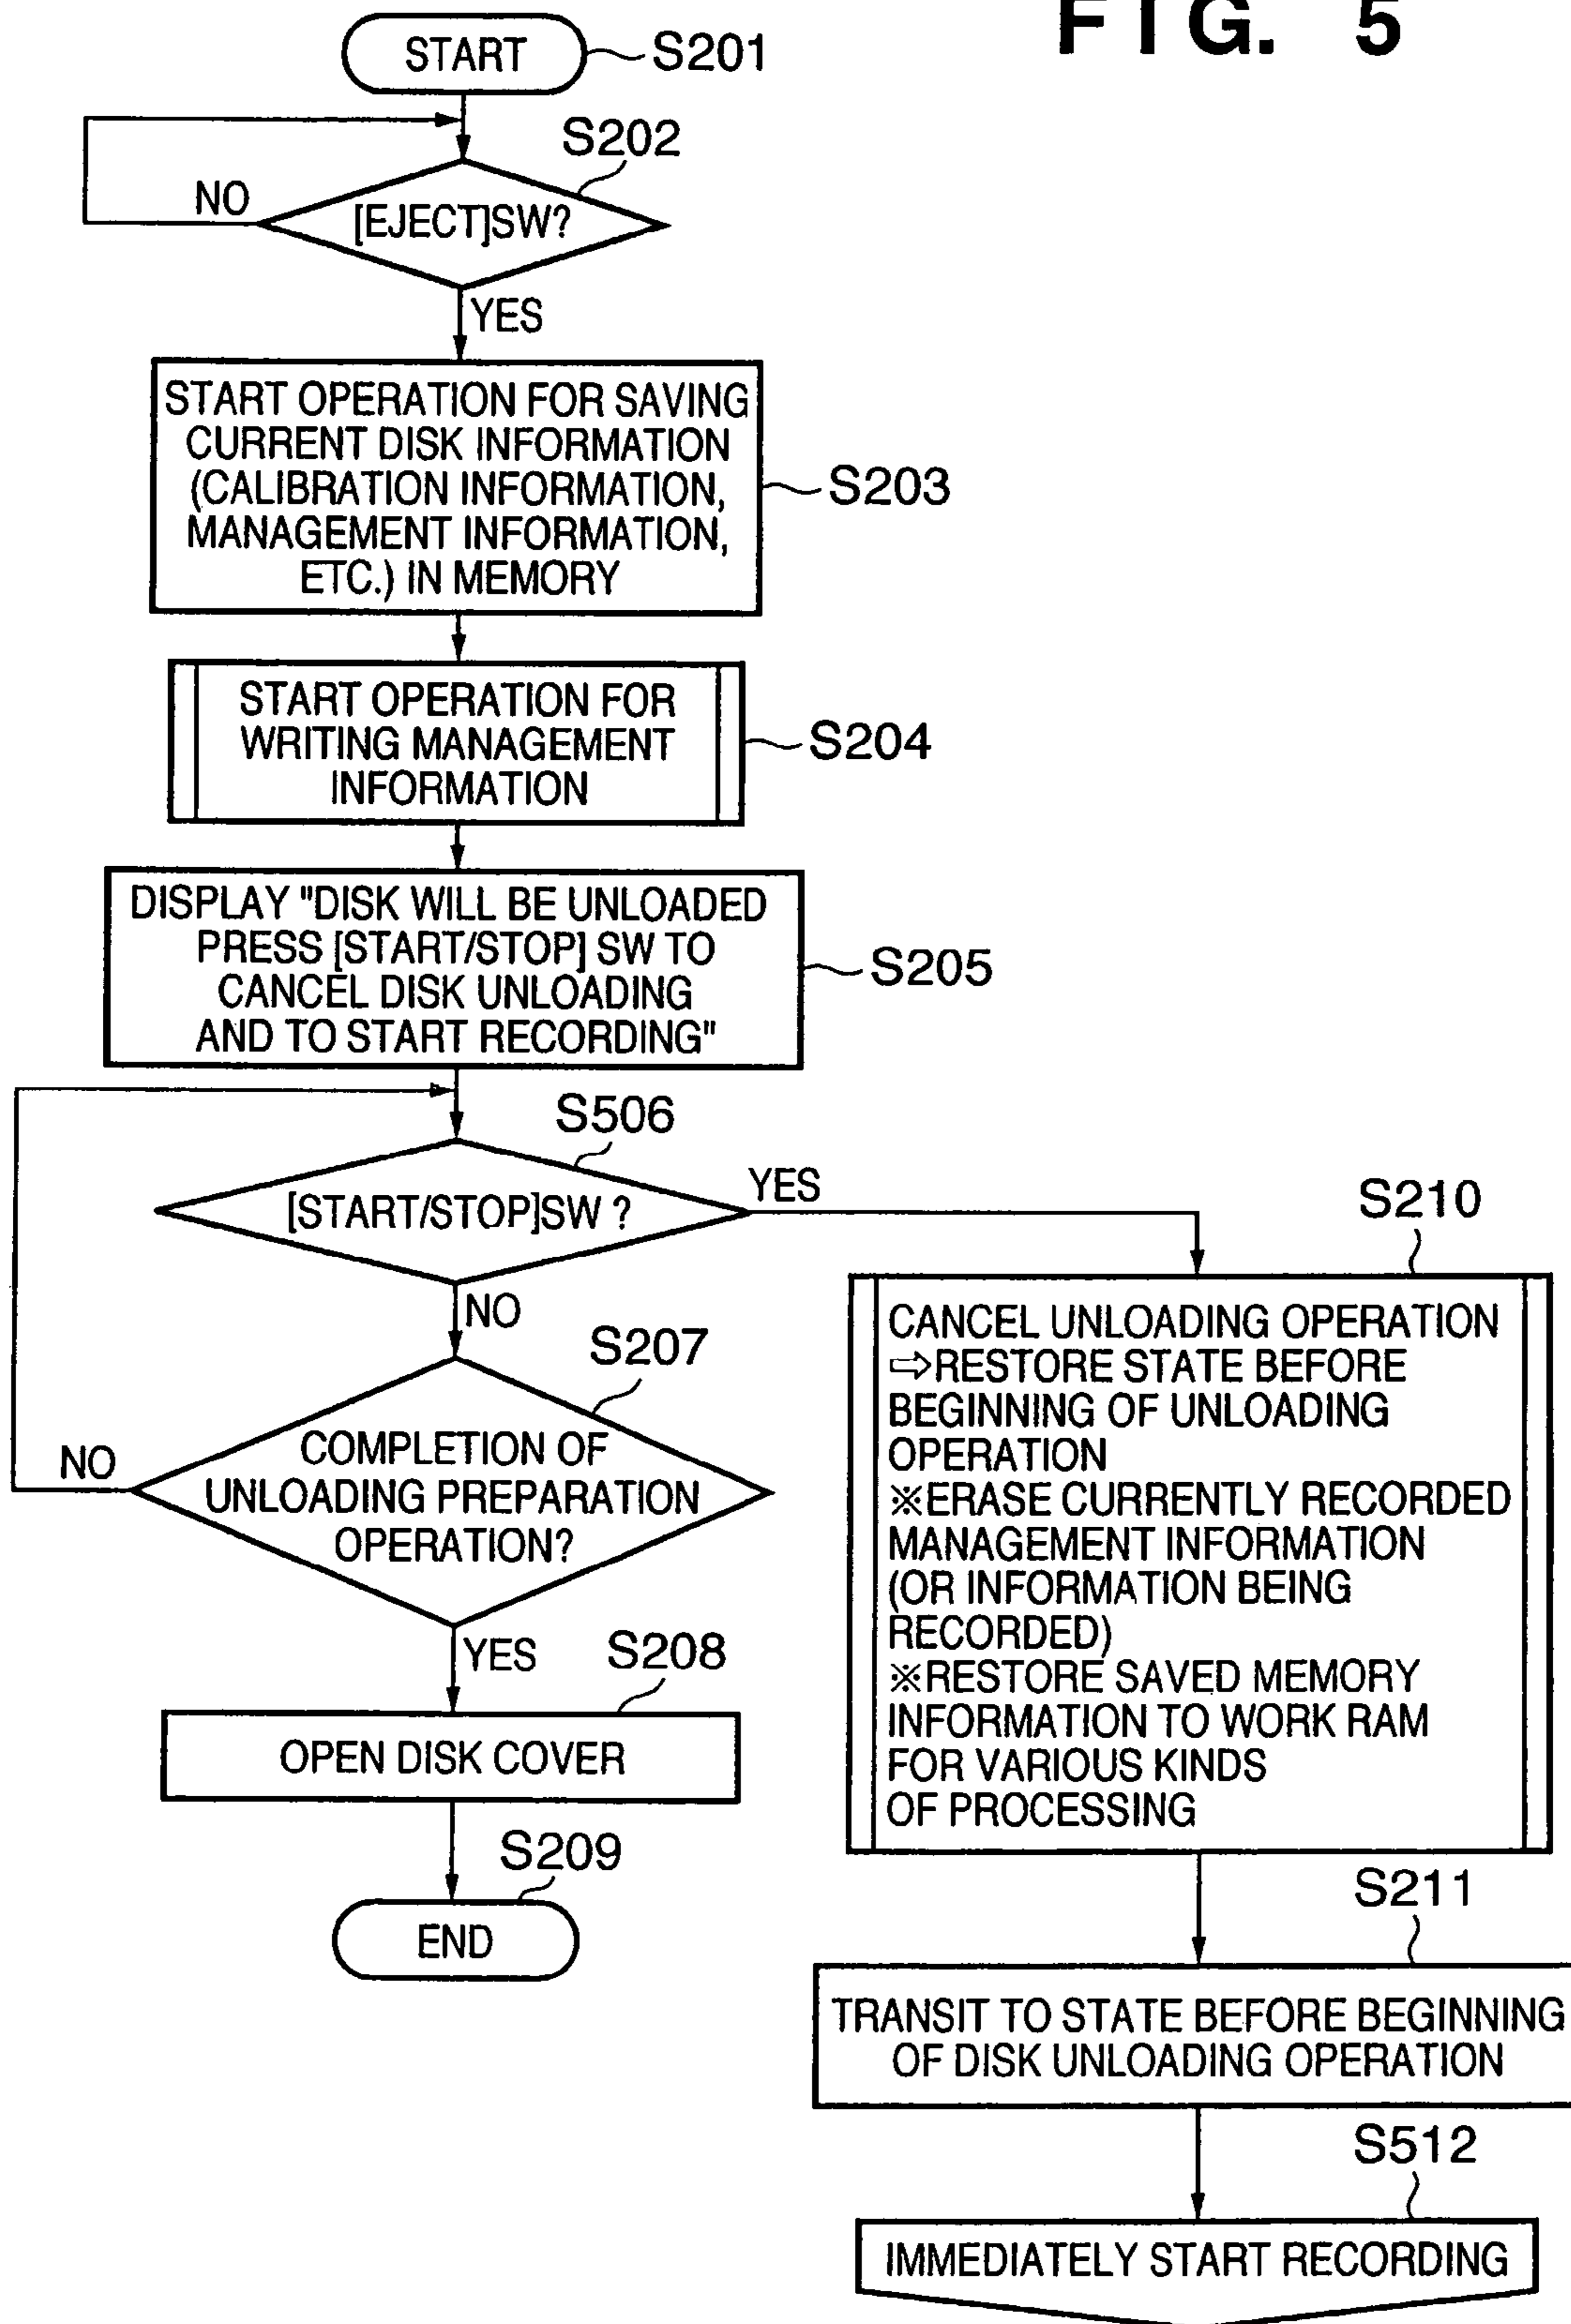 FIG. 5
START
S201
S202
NO
[EJECT]SW?
YES
START OPERATION FOR SAVING
CURRENT DISK INFORMATION
(CALIBRATION INFORMATION,
MANAGEMENT INFORMATION,
ETC.) IN MEMORY
S203
START OPERATION FOR
WRITING MANAGEMENT
INFORMATION
S204
DISPLAY "DISK WILL BE UNLOADED
PRESS [START/STOP] SW TO
CANCEL DISK UNLOADING
AND TO START RECORDING"
S205
S506
[START/STOP]SW ?
YES
NO
S207
COMPLETION OF
UNLOADING PREPARATION
OPERATION?
NO
YES
S208
OPEN DISK COVER
S209
END
S210
CANCEL UNLOADING OPERATION
⇨RESTORE STATE BEFORE
BEGINNING OF UNLOADING
OPERATION
※ERASE CURRENTLY RECORDED
MANAGEMENT INFORMATION
(OR INFORMATION BEING
RECORDED)
※RESTORE SAVED MEMORY
INFORMATION TO WORK RAM
FOR VARIOUS KINDS
OF PROCESSING
S211
TRANSIT TO STATE BEFORE BEGINNING
OF DISK UNLOADING OPERATION
S512
IMMEDIATELY START RECORDING